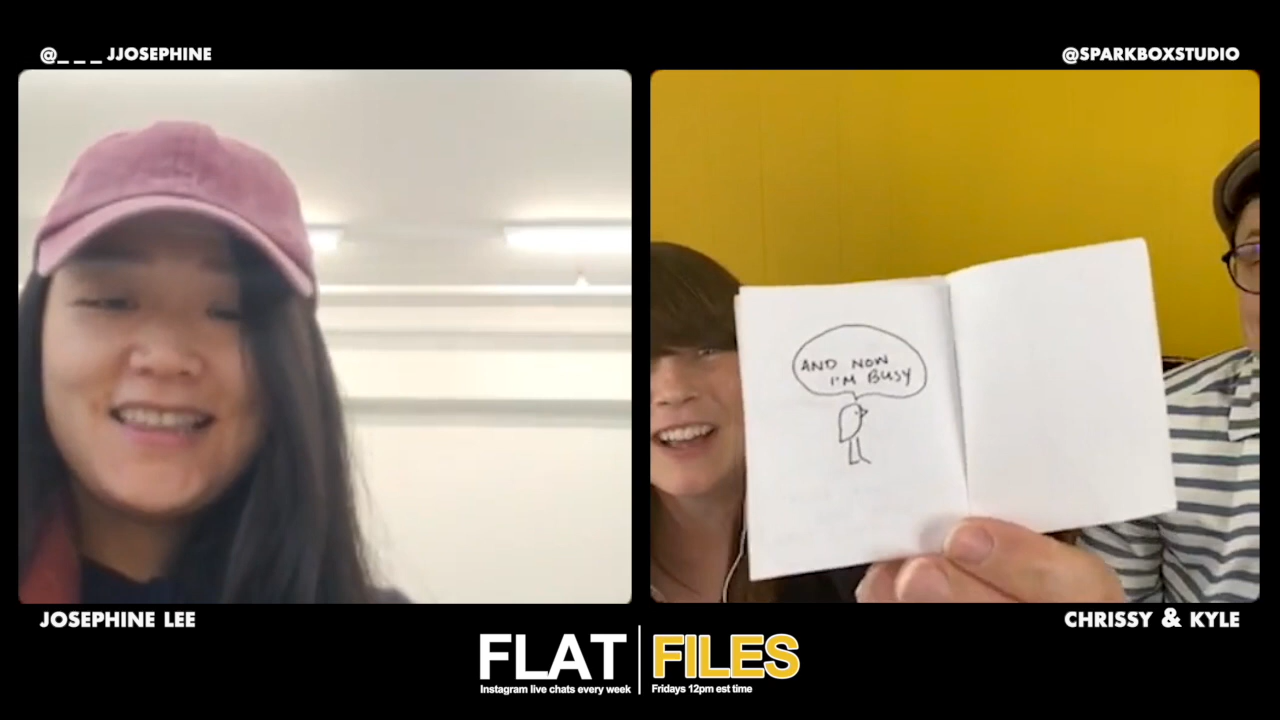 @_ _ _ JJOSEPHINE
@SPARKBOXSTUDIO
AND NOW
I'M BUSY
JOSEPHINE LEE
CHRISSY & KYLE
FLAT FILES
Instagram live chats every week
Fridays 12pm est time